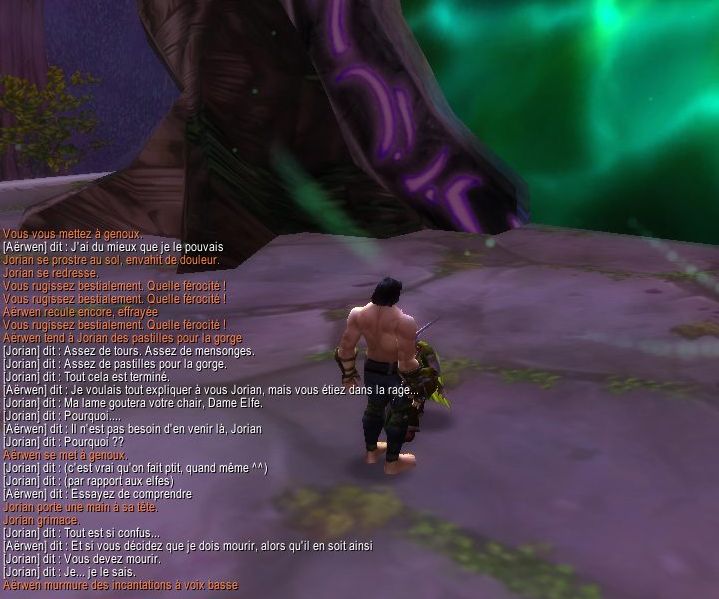 Vous vous mettez à genoux.
[Aërwen] dit : J'ai du mieux que je le pouvais
Jorian se prostre au sol, envahit de douleur.
Jorian se redresse.
Vous rugissez bestialement. Quelle férocité !
Vous rugissez bestialement. Quelle férocité !
Aërwen recule encore, effrayée
Vous rugissez bestialement. Quelle férocité !
Aërwen tend à Jorian des pastilles pour la gorge
[Jorian] dit : Assez de tours. Assez de mensonges.
[Jorian] dit : Assez de pastilles pour la gorge.
[Jorian] dit : Tout cela est terminé.
[Aërwen] dit : Je voulais tout expliquer à vous Jorian, mais vous étiez dans la rage...
[Jorian] dit : Ma lame goutera votre chair, Dame Elfe.
[Jorian] dit : Pourquoi....
[Aërwen] dit : Il n'est pas besoin d'en venir là, Jorian
[Jorian] dit : Pourquoi ??
Aërwen se met à genoux.
[Jorian] dit : (c'est vrai qu'on fait ptit, quand même ^^)
[Jorian] dit : (par rapport aux elfes)
[Aërwen] dit : Essayez de comprendre
Jorian porte une main à sa tête.
Jorian grimace.
[Jorian] dit : Tout est si confus...
[Aërwen] dit : Et si vous décidez que je dois mourir, alors qu'il en soit ainsi
[Jorian] dit : Vous devez mourir.
[Jorian] dit : Je... je le sais.
Aërwen murmure des incantations à voix basse